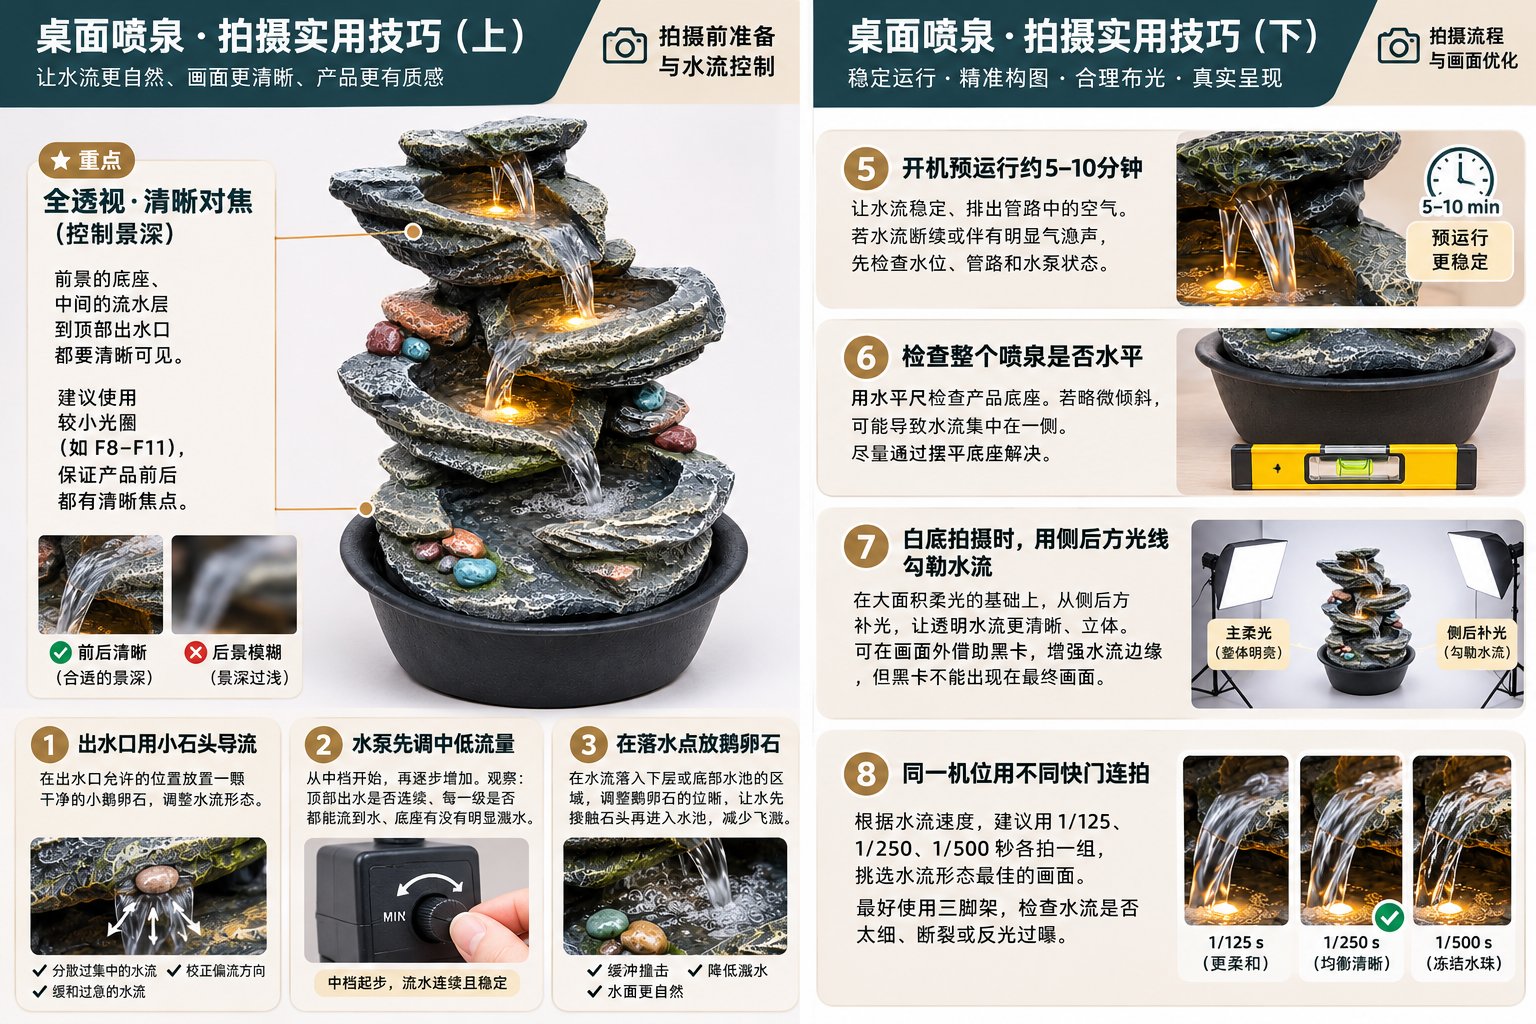 桌面喷泉·拍摄实用技巧（上）
让水流更自然、画面更清晰、产品更有质感
拍摄前准备
与水流控制
重点
全透视·清晰对焦
（控制景深）
前景的底座、
中间的流水层
到顶部出水口
都要清晰可见。
建议使用
较小光圈
（如 F8–F11），
保证产品前后
都有清晰焦点。
前后清晰
（合适的景深）
后景模糊
（景深过浅）
1 出水口用小石头导流
在出水口允许的位置放置一颗
干净的小鹅卵石，调整水流形态。
分散过集中的水流
校正偏流方向
缓和过急的水流
2 水泵先调中低流量
从中档开始，再逐步增加。观察：
顶部出水是否连续、每一级是否
都能流到水、底座有没有明显溅水。
MIN
中档起步，流水连续且稳定
3 在落水点放鹅卵石
在水流落入下层或底部水池的区
域，调整鹅卵石的位晰，让水先
接触石头再进入水池，减少飞溅。
缓冲撞击
降低溅水
水面更自然
桌面喷泉·拍摄实用技巧（下）
稳定运行·精准构图·合理布光·真实呈现
拍摄流程
与画面优化
5 开机预运行约5–10分钟
让水流稳定、排出管路中的空气。
若水流断续或伴有明显气漗声，
先检查水位、管路和水泵状态。
5–10 min
预运行
更稳定
6 检查整个喷泉是否水平
用水平尺检查产品底座。若略微倾斜，
可能导致水流集中在一侧。
尽量通过摆平底座解决。
7 白底拍摄时，用侧后方光线
勾勒水流
在大面积柔光的基础上，从侧后方
补光，让透明水流更清晰、立体。
可在画面外借助黑卡，增强水流边缘
，但黑卡不能出现在最终画面。
主柔光
（整体明亮）
侧后补光
（勾勒水流）
8 同一机位用不同快门连拍
根据水流速度，建议用 1/125、
1/250、1/500 秒各拍一组，
挑选水流形态最佳的画面。
最好使用三脚架，检查水流是否
太细、断裂或反光过曝。
1/125 s
（更柔和）
1/250 s
（均衡清晰）
1/500 s
（冻结水珠）